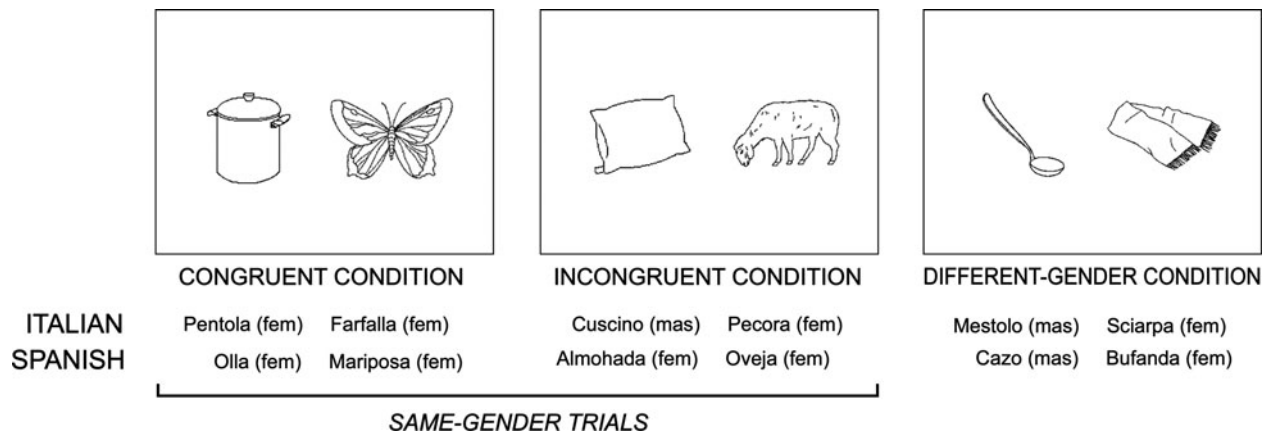 CONGRUENT CONDITION INCONGRUENT CONDITION DIFFERENT-GENDER CONDITION
ITALIAN Pentola (fem) Farfalla (fem) Cuscino (mas) Pecora (fem) Mestolo (mas) Sciarpa (fem)
SPANISH Olla (fem) Mariposa (fem) Almohada (fem) Oveja (fem) Cazo (mas) Bufanda (fem)
SAME-GENDER TRIALS